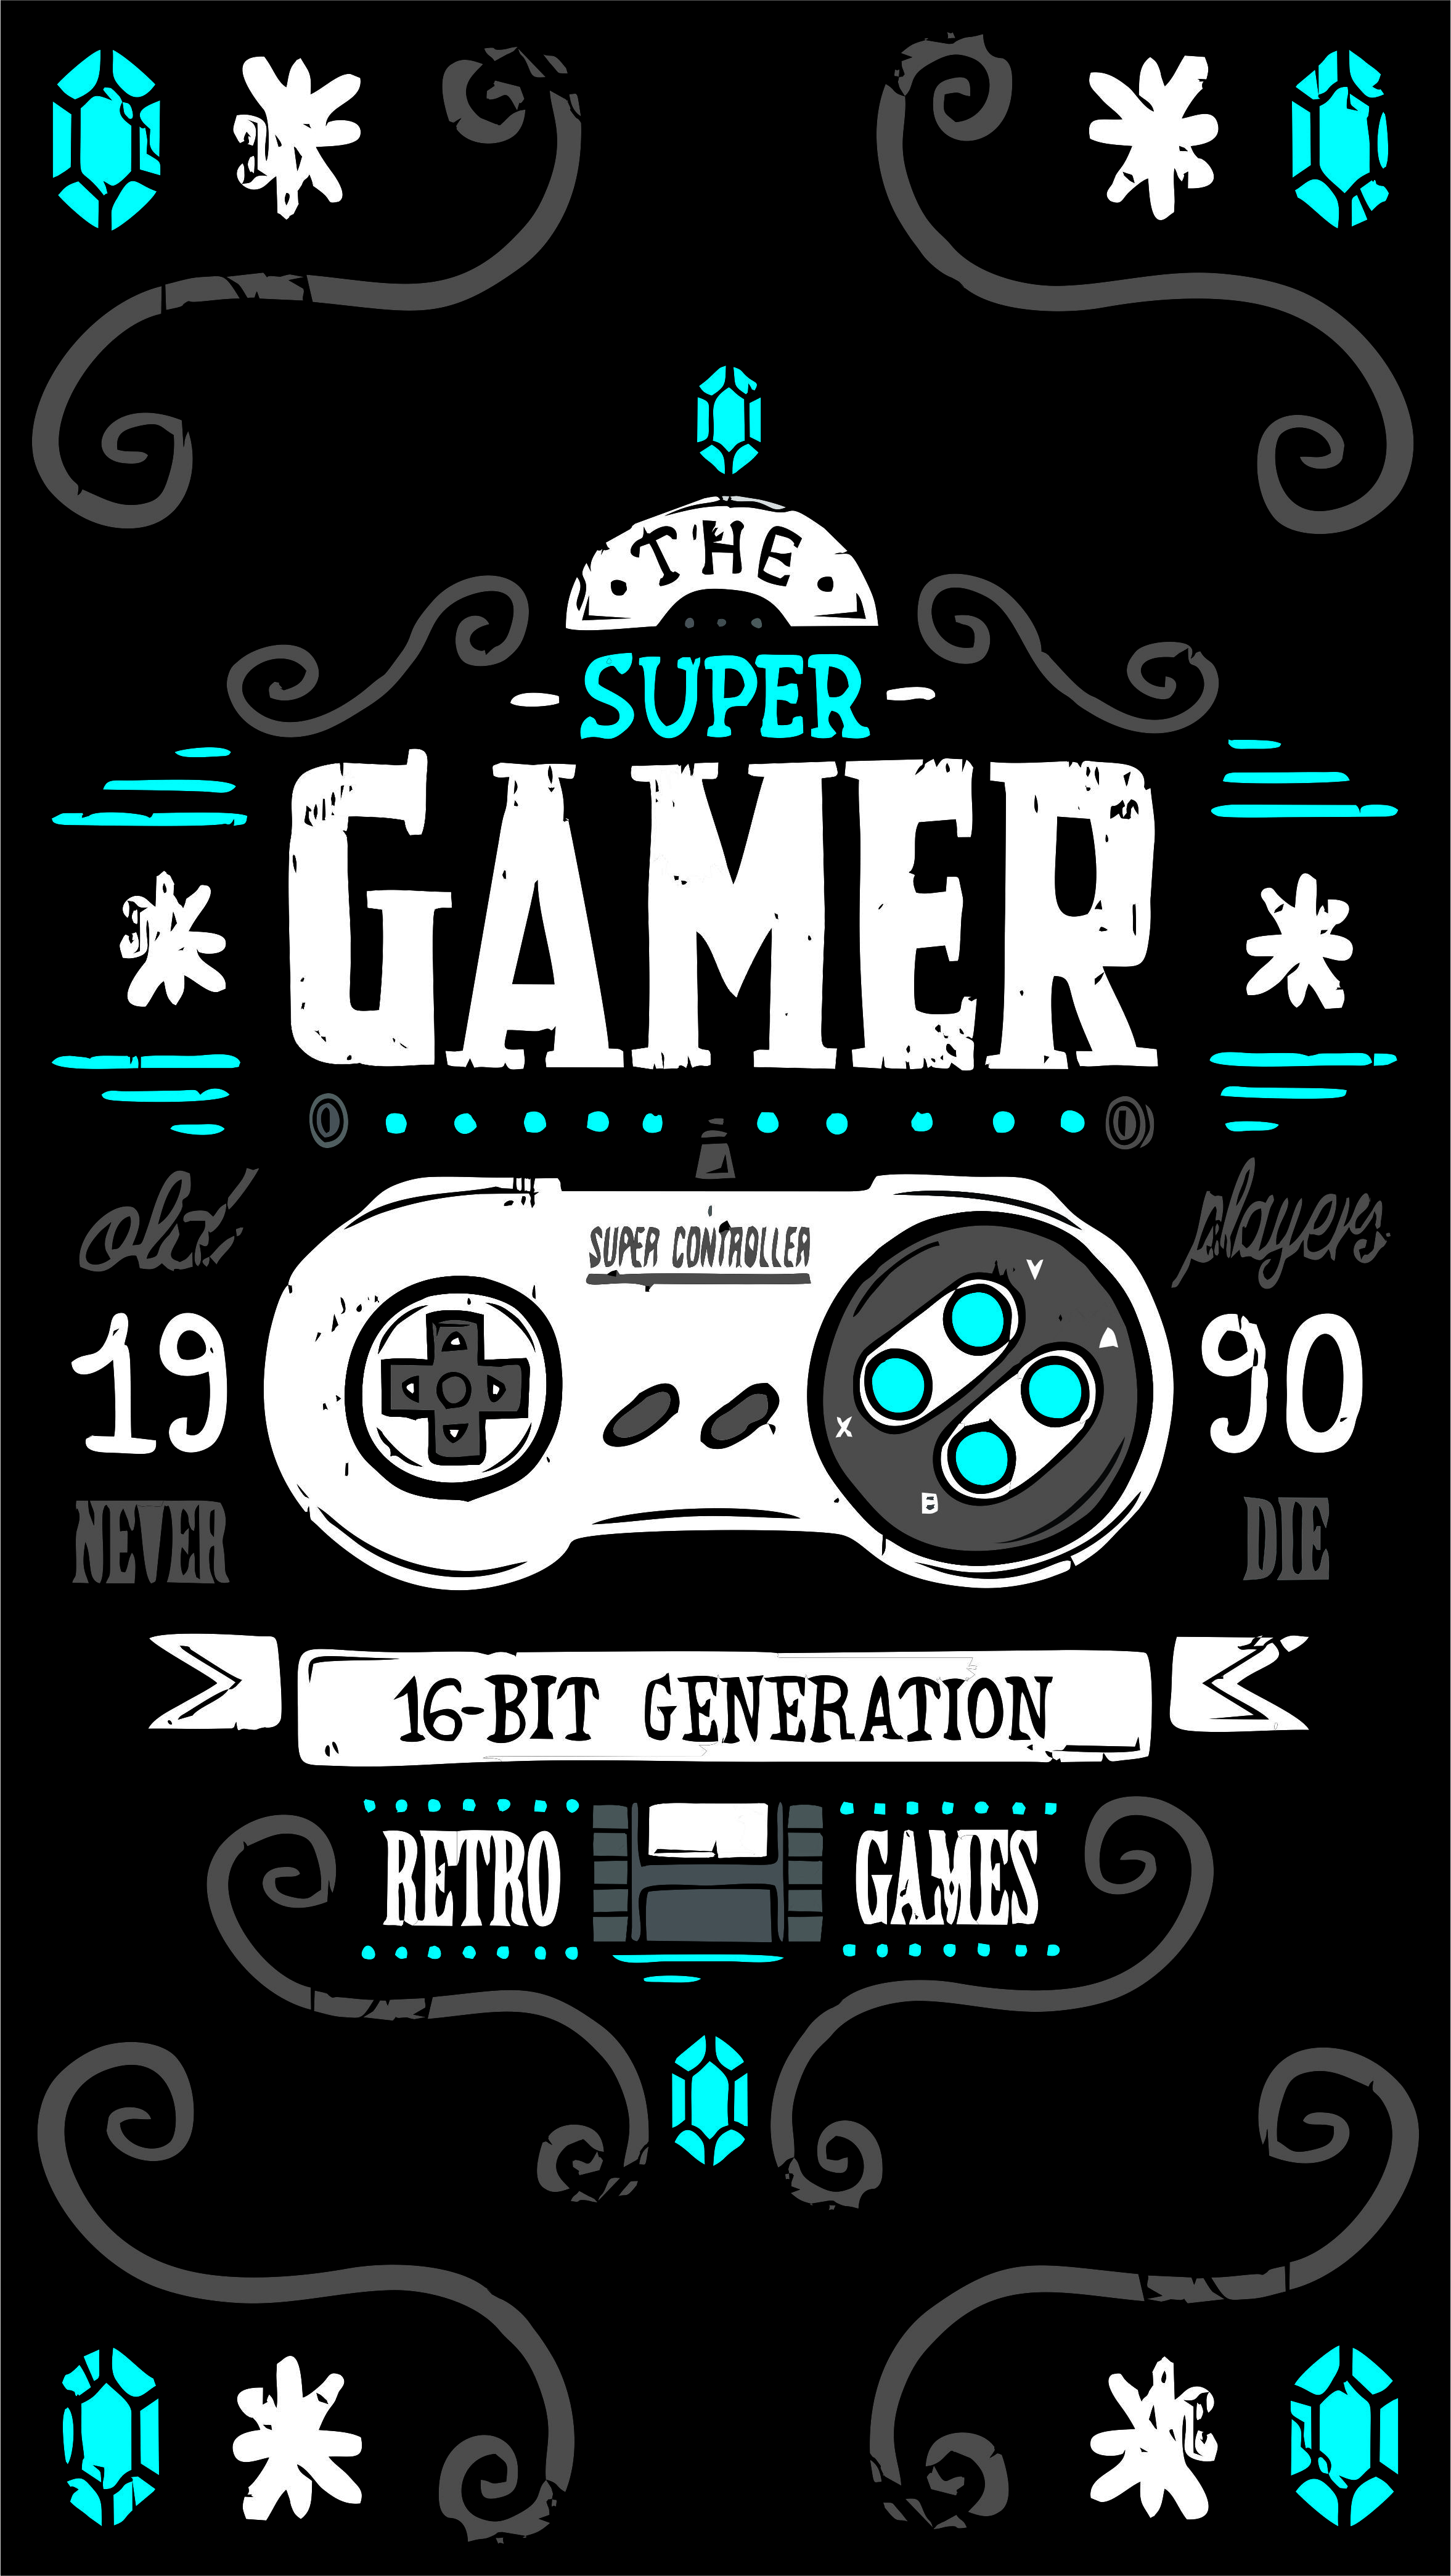 THE
SUPER
GAMER
old players
SUPER CONTROLLER
Y
A
19 90
X
B
NEVER DIE
16-BIT GENERATION
RETRO GAMES